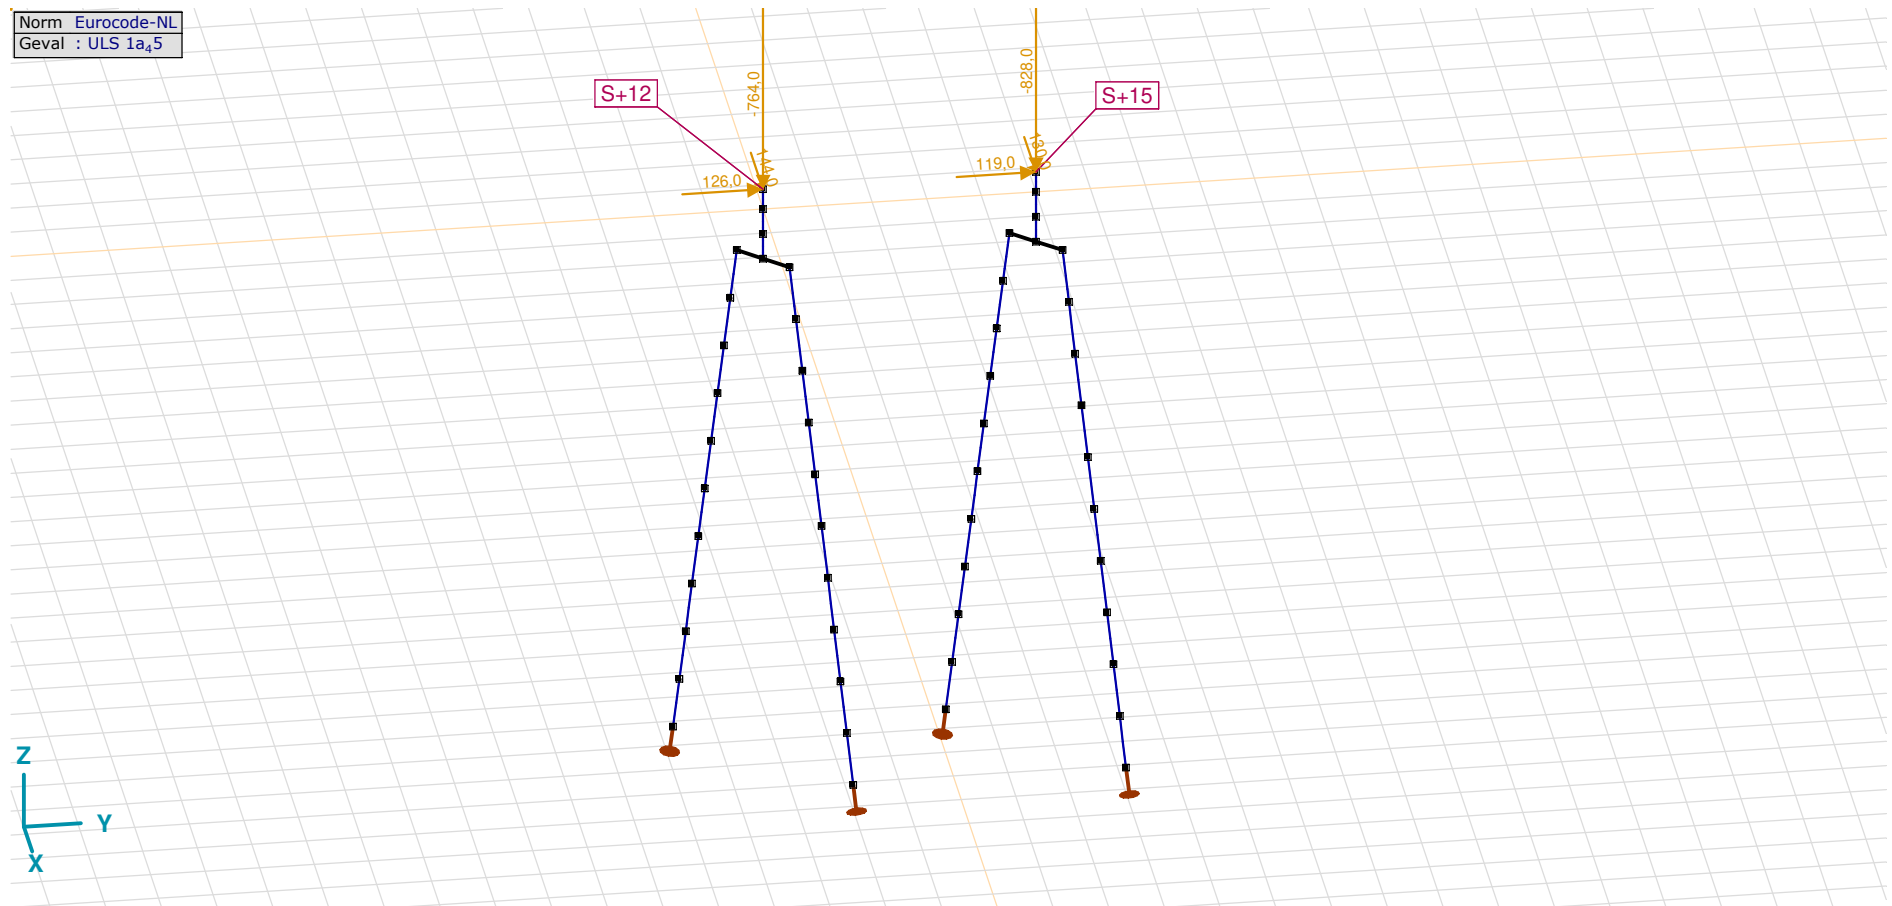 Norm Eurocode-NL
Geval : ULS 1a₄5
S+12
-764,0
126,0
S+15
-828,0
119,0
Z
Y
X